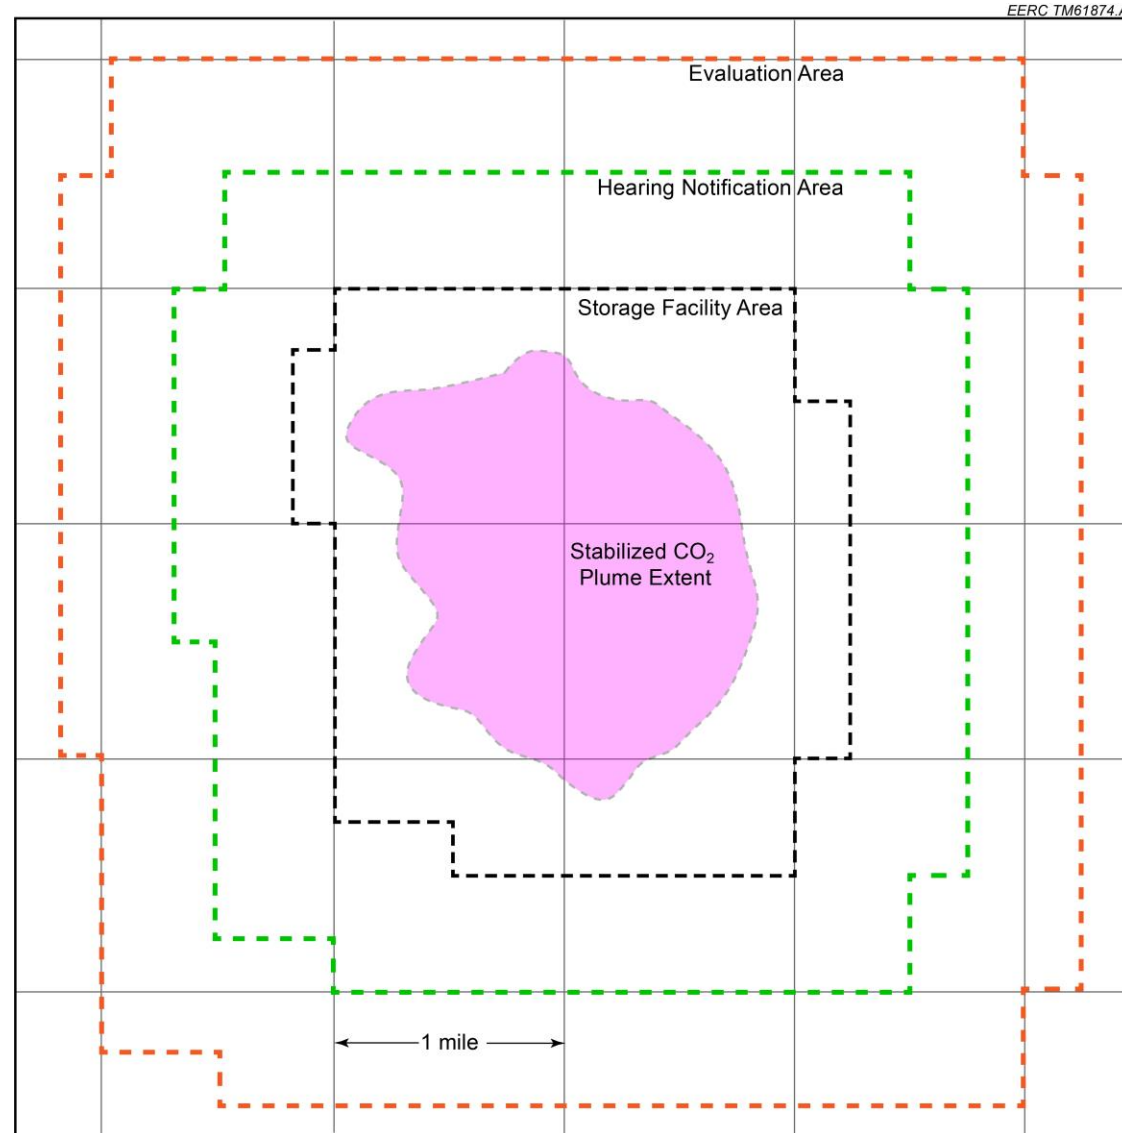 EERC TM61874.A
Evaluation Area
Hearing Notification Area
Storage Facility Area
Stabilized CO₂
Plume Extent
1 mile